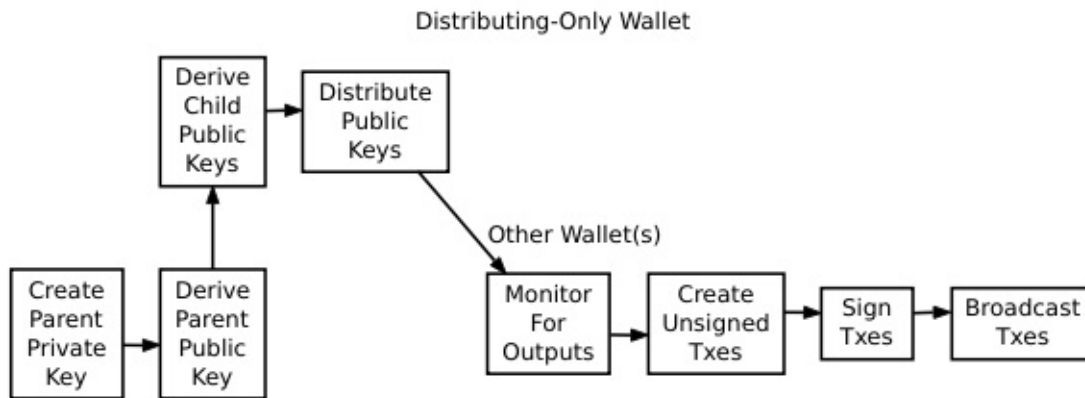 Distributing-Only Wallet
Derive
Child
Public
Keys
Distribute
Public
Keys
Other Wallet(s)
Create
Parent
Private
Key
Derive
Parent
Public
Key
Monitor
For
Outputs
Create
Unsigned
Txes
Sign
Txes
Broadcast
Txes